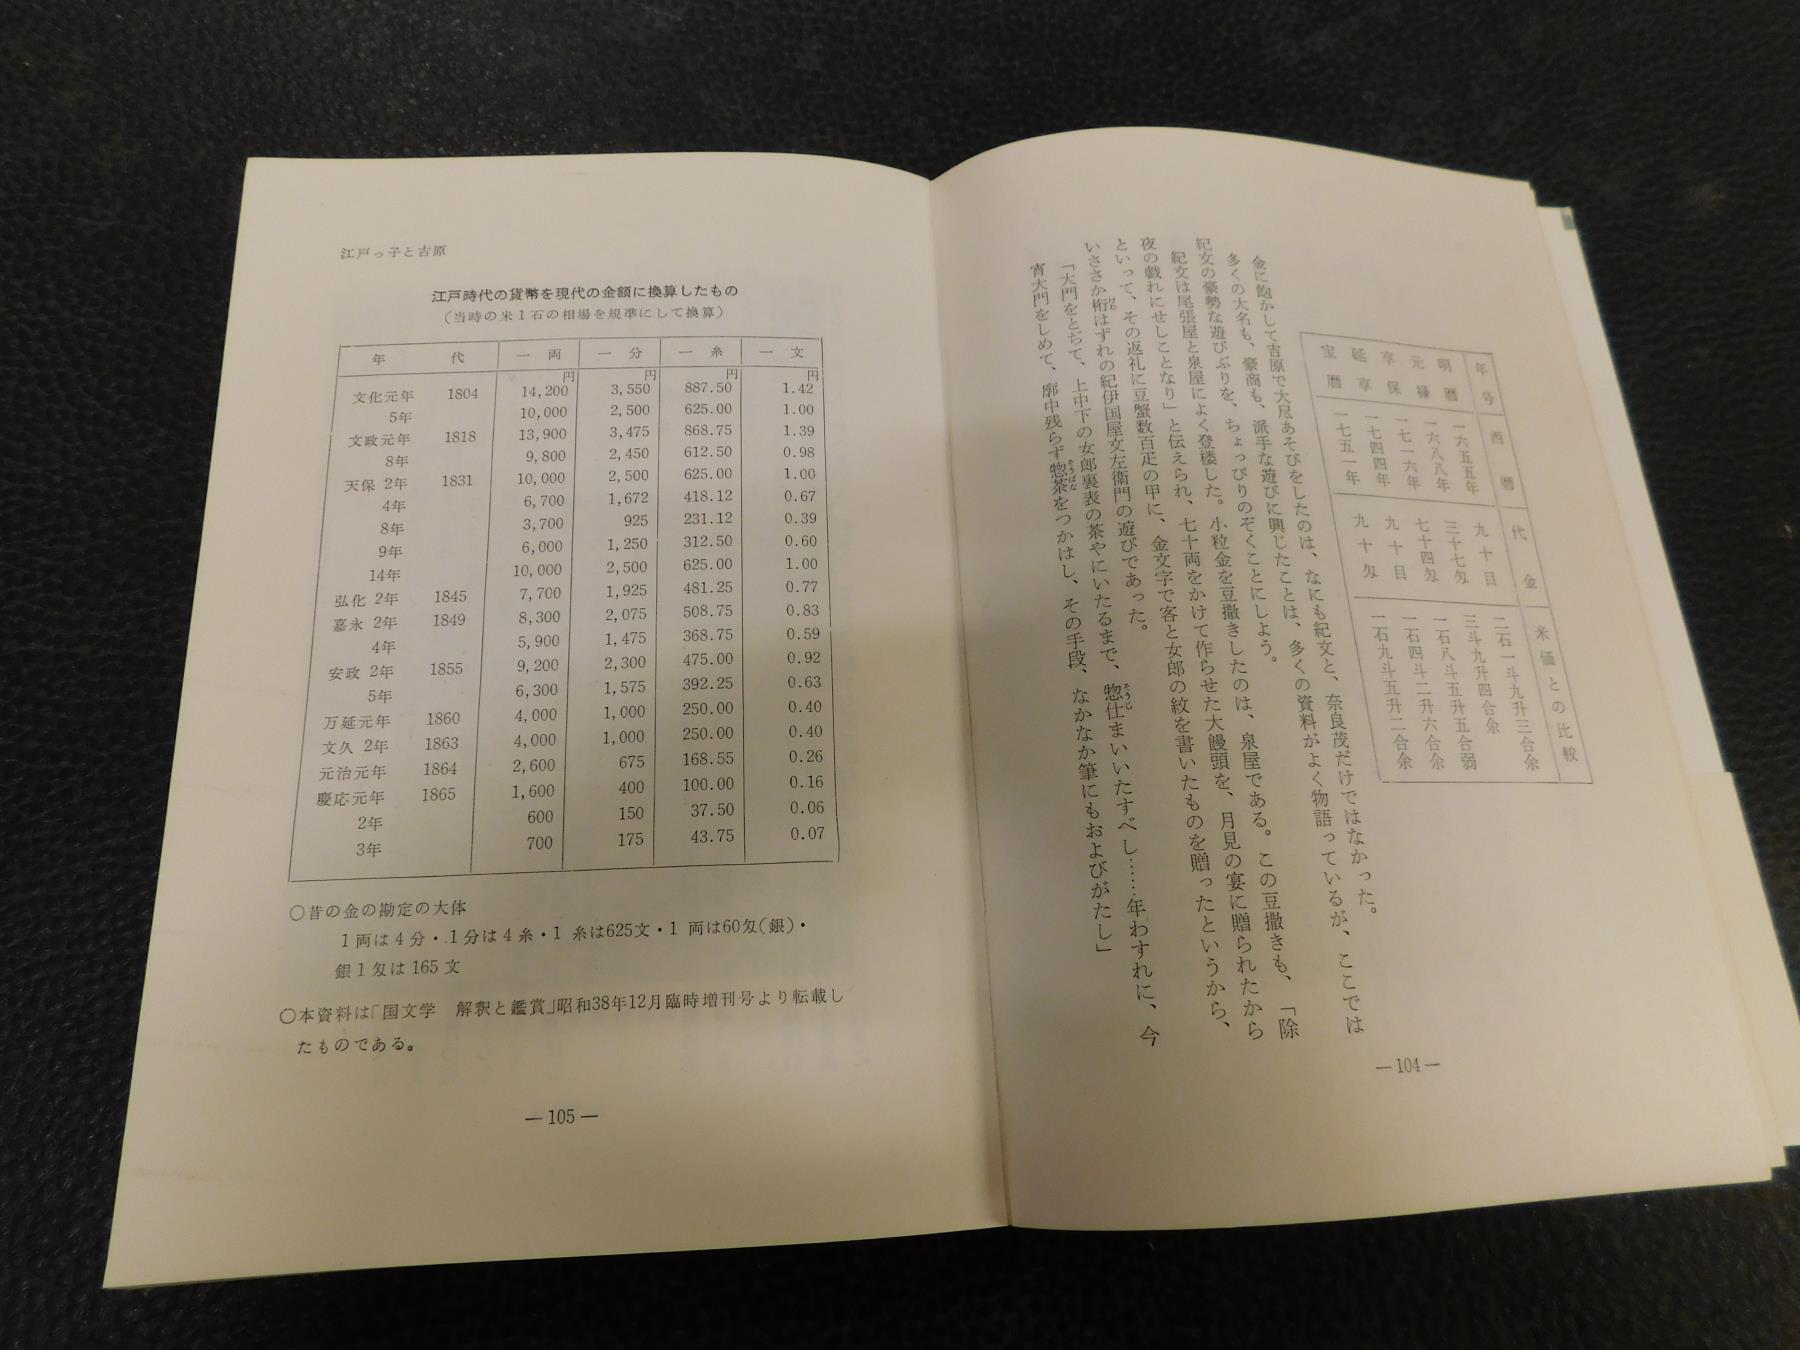 年号 西暦 代金 米価との比較
明暦 一六五五年 九十目 二石一斗九升三合余
元禄 一六八八年 三十七匁 三斗九升四合余
享保 一七一六年 七十四匁 一石八斗五升五合弱
延享 一七四四年 九十目 一石四斗二升六合余
宝暦 一七五一年 九十匁 一石九斗五升二合余
金に飽かして吉原で大尽あそびをしたのは、なにも紀文と、奈良茂だけではなかった。
多くの大名も、豪商も、派手な遊びに興じたことは、多くの資料がよく物語っているが、ここでは
紀文の豪勢な遊びぶりを、ちょっぴりのぞくことにしよう。
紀文は尾張屋と泉屋によく登楼した。小粒金を豆撒きしたのは、泉屋である。この豆撒きも、「除
夜の戯れにせしことなり」と伝えられ、七十両をかけて作らせた大饅頭を、月見の宴に贈られたから
といって、その返礼に豆蟹数百疋の甲に、金文字で客と女郎の紋を書いたものを贈ったというから、
いささか桁はずれの紀伊国屋文左衛門の遊びであった。
「大門をとぢて、上中下の女郎裏表の茶やにいたるまで、惣仕まいいたすべし……年わすれに、今
宵大門をしめて、廓中残らず惣茶をつかはし、その手段、なかなか筆にもおよびがたし」
—104—
江戸っ子と吉原
江戸時代の貨幣を現代の金額に換算したもの
(当時の米1石の相場を規準にして換算)
年 代 一 両 一 分 一 糸 一 文
円 円 円 円
文化元年 1804 14,200 3,550 887.50 1.42
5年 10,000 2,500 625.00 1.00
文政元年 1818 13,900 3,475 868.75 1.39
8年 9,800 2,450 612.50 0.98
天保 2年 1831 10,000 2,500 625.00 1.00
4年 6,700 1,672 418.12 0.67
8年 3,700 925 231.12 0.39
9年 6,000 1,250 312.50 0.60
14年 10,000 2,500 625.00 1.00
弘化 2年 1845 7,700 1,925 481.25 0.77
嘉永 2年 1849 8,300 2,075 508.75 0.83
4年 5,900 1,475 368.75 0.59
安政 2年 1855 9,200 2,300 475.00 0.92
5年 6,300 1,575 392.25 0.63
万延元年 1860 4,000 1,000 250.00 0.40
文久 2年 1863 4,000 1,000 250.00 0.40
元治元年 1864 2,600 675 168.55 0.26
慶応元年 1865 1,600 400 100.00 0.16
2年 600 150 37.50 0.06
3年 700 175 43.75 0.07
○昔の金の勘定の大体
1両は4分・1分は4糸・1糸は625文・1両は60匁(銀)・
銀1匁は165文
○本資料は「国文学 解釈と鑑賞」昭和38年12月臨時増刊号より転載し
たものである。
—105—